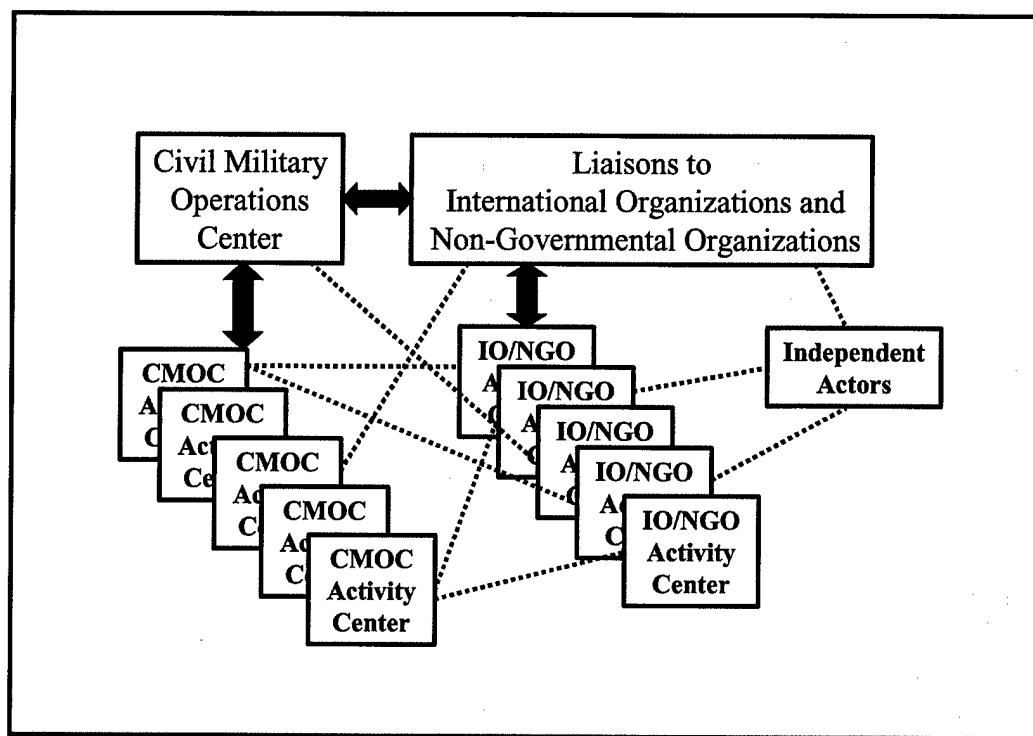 Civil Military
Operations
Center
Liaisons to
International Organizations and
Non-Governmental Organizations
CMOC
CMOC
CMOC
CMOC
CMOC
Activity
Center
IO/NGO
IO/NGO
IO/NGO
IO/NGO
IO/NGO
Activity
Center
Independent
Actors